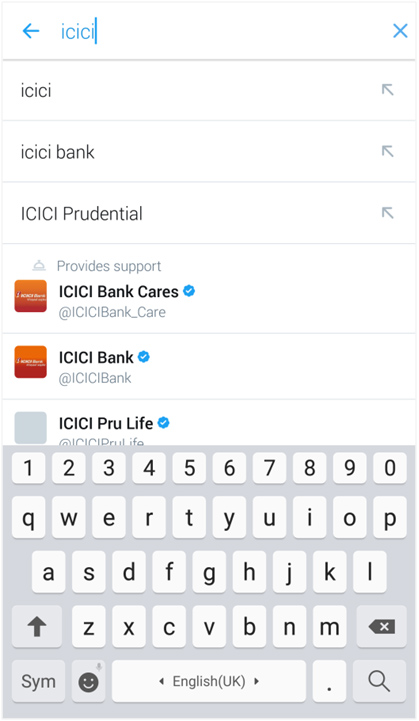 icici
icici
icici bank
ICICI Prudential
Provides support
ICICI Bank Cares
@ICICIBank_Care
ICICI Bank
@ICICIBank
ICICI Pru Life
@ICICIPruLife
1 2 3 4 5 6 7 8 9 0
q w e r t y u i o p
a s d f g h j k l
z x c v b n m
Sym English(UK) .